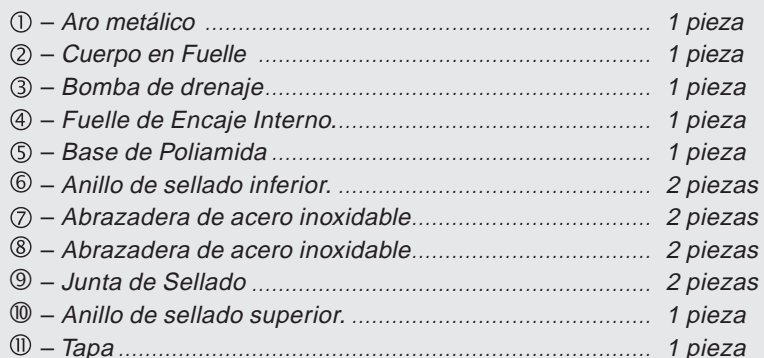 ① – Aro metálico ........................................ 1 pieza
② – Cuerpo en Fuelle ........................................ 1 pieza
③ – Bomba de drenaje........................................ 1 pieza
④ – Fuelle de Encaje Interno......................................... 1 pieza
⑤ – Base de Poliamida ........................................ 1 pieza
⑥ – Anillo de sellado inferior. ........................................ 2 piezas
⑦ – Abrazadera de acero inoxidable........................................ 2 piezas
⑧ – Abrazadera de acero inoxidable........................................ 2 piezas
⑨ – Junta de Sellado ........................................ 2 piezas
⑩ – Anillo de sellado superior. ........................................ 1 pieza
⑪ – Tapa ........................................ 1 pieza